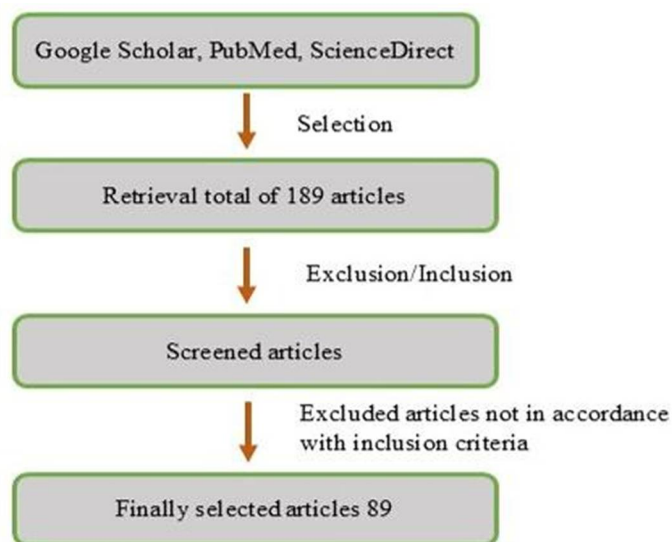 Google Scholar, PubMed, ScienceDirect
Selection
Retrieval total of 189 articles
Exclusion/Inclusion
Screened articles
Excluded articles not in accordance
with inclusion criteria
Finally selected articles 89